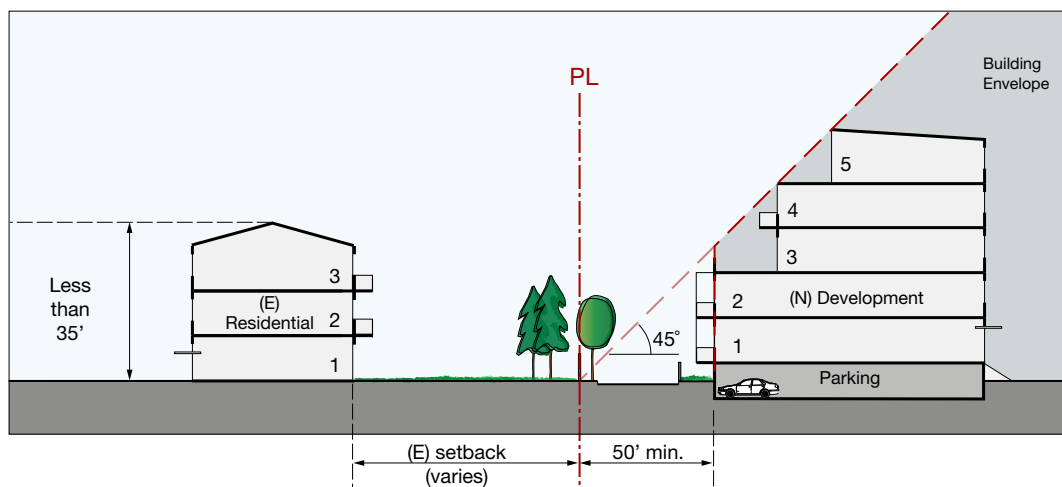 PL
Building
Envelope
5
4
3
2
(N) Development
1
Parking
45°
Less
than
35’
3
(E)
Residential
2
1
(E) setback
(varies)
50’ min.